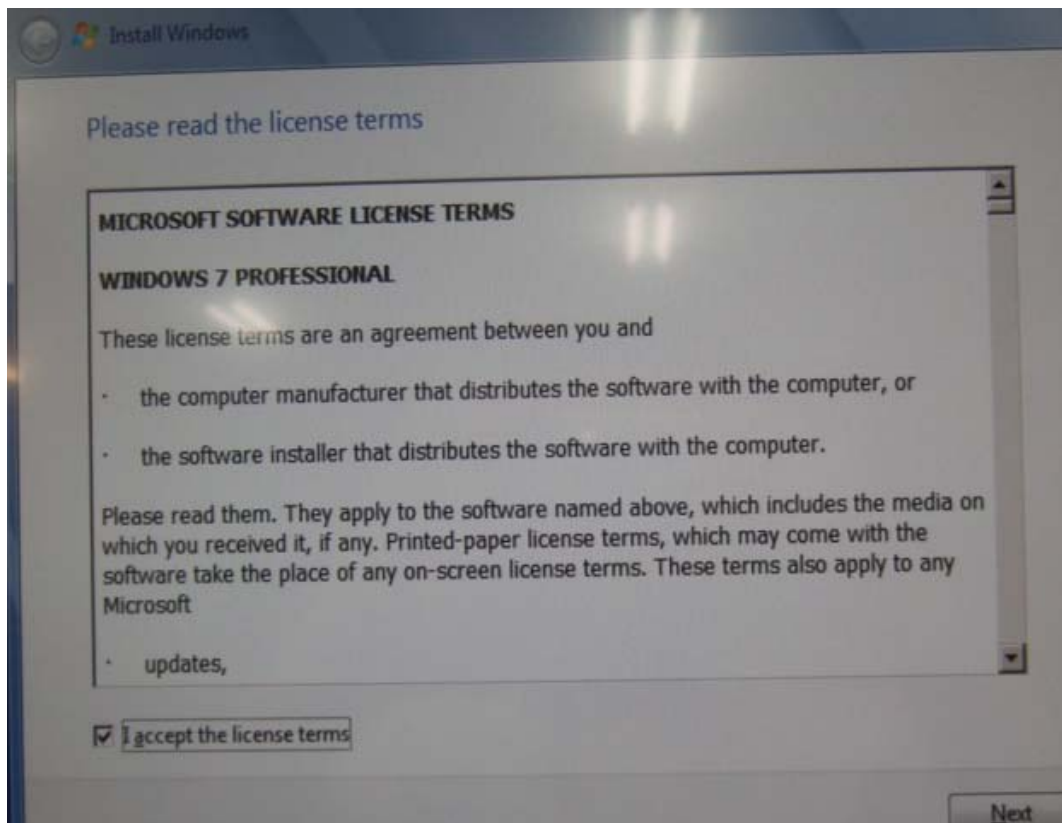 Install Windows
Please read the license terms
MICROSOFT SOFTWARE LICENSE TERMS
WINDOWS 7 PROFESSIONAL
These license terms are an agreement between you and
· the computer manufacturer that distributes the software with the computer, or
· the software installer that distributes the software with the computer.
Please read them. They apply to the software named above, which includes the media on
which you received it, if any. Printed-paper license terms, which may come with the
software take the place of any on-screen license terms. These terms also apply to any
Microsoft
· updates,
I accept the license terms
Next